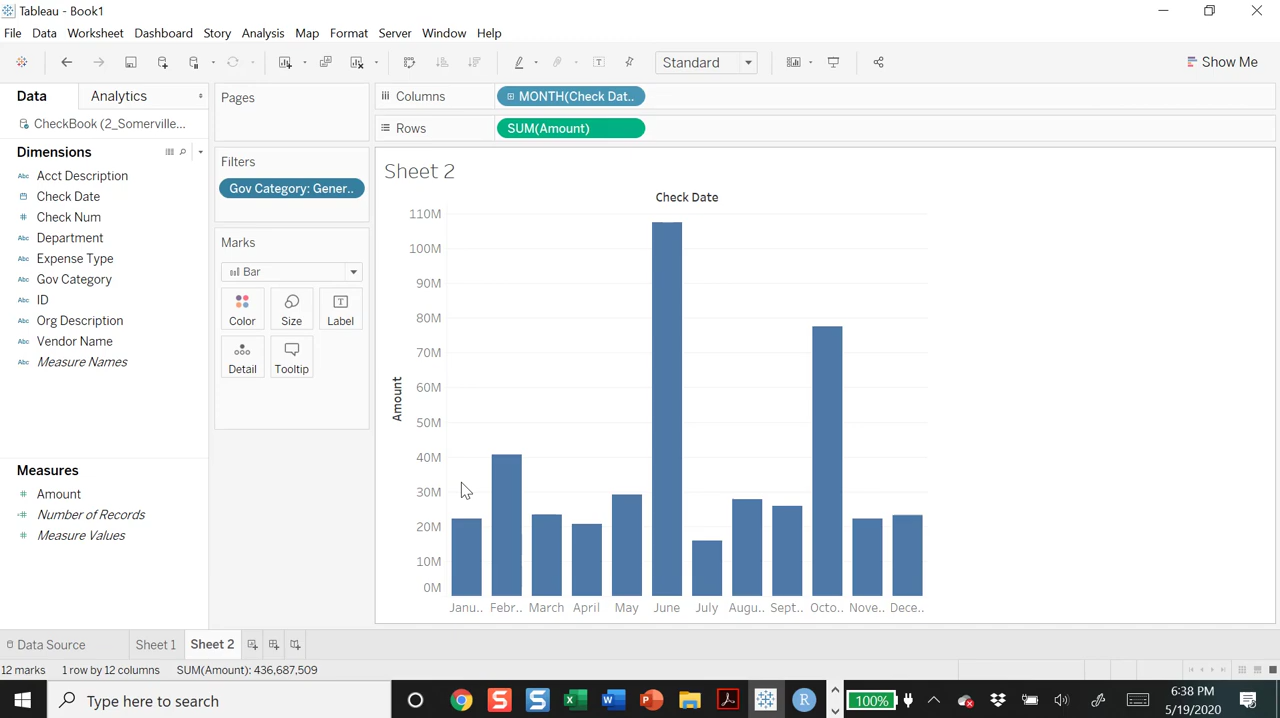 Tableau - Book1
File Data Worksheet Dashboard Story Analysis Map Format Server Window Help
Standard
Show Me
Data Analytics
CheckBook (2_Somerville...
Dimensions
Acct Description
Check Date
Check Num
Department
Expense Type
Gov Category
ID
Org Description
Vendor Name
Measure Names
Measures
Amount
Number of Records
Measure Values
Pages
Filters
Gov Category: Gener..
Marks
Bar
Color Size Label
Detail Tooltip
Columns MONTH(Check Dat..
Rows SUM(Amount)
Sheet 2
Check Date
110M
100M
90M
80M
70M
60M
50M
40M
30M
20M
10M
0M
Amount
Janu.. Febr.. March April May June July Augu.. Sept.. Octo.. Nove.. Dece..
Data Source Sheet 1 Sheet 2
12 marks 1 row by 12 columns SUM(Amount): 436,687,509
Type here to search
100%
6:38 PM
5/19/2020